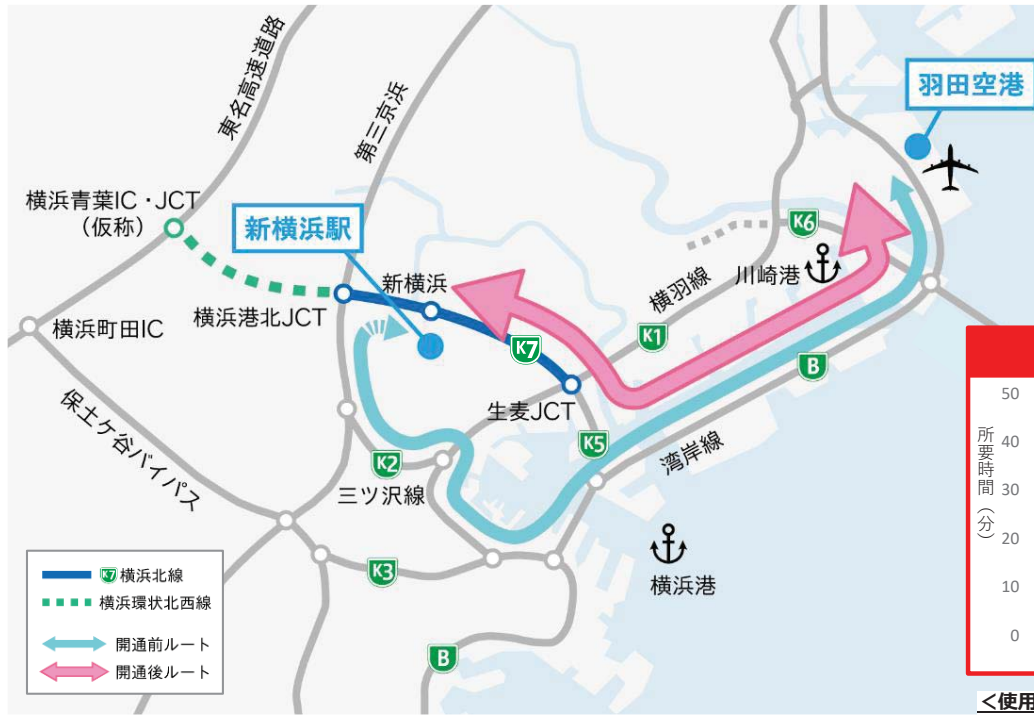 東名高速道路
第三京浜
羽田空港
横浜青葉IC・JCT
（仮称）
新横浜駅
K6
川崎港
新横浜
横羽線
横浜港北JCT
横浜町田IC
K7
K1
B
生麦JCT
保土ケ谷バイパス
K5
湾岸線
K2
三ツ沢線
横浜港
K3
B
K7 横浜北線
横浜環状北西線
開通前ルート
開通後ルート
所要時間（分）
50
40
30
20
10
0
＜使用